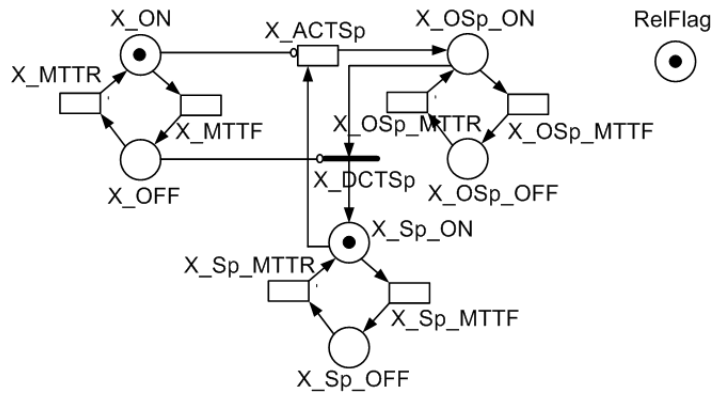 X_ON
X_ACTSp
X_OSp_ON
RelFlag
X_MTTR
X_MTTF
X_OSp_MTTR
X_OSp_MTTF
X_OFF
X_DCTSp
X_OSp_OFF
X_Sp_ON
X_Sp_MTTR
X_Sp_MTTF
X_Sp_OFF